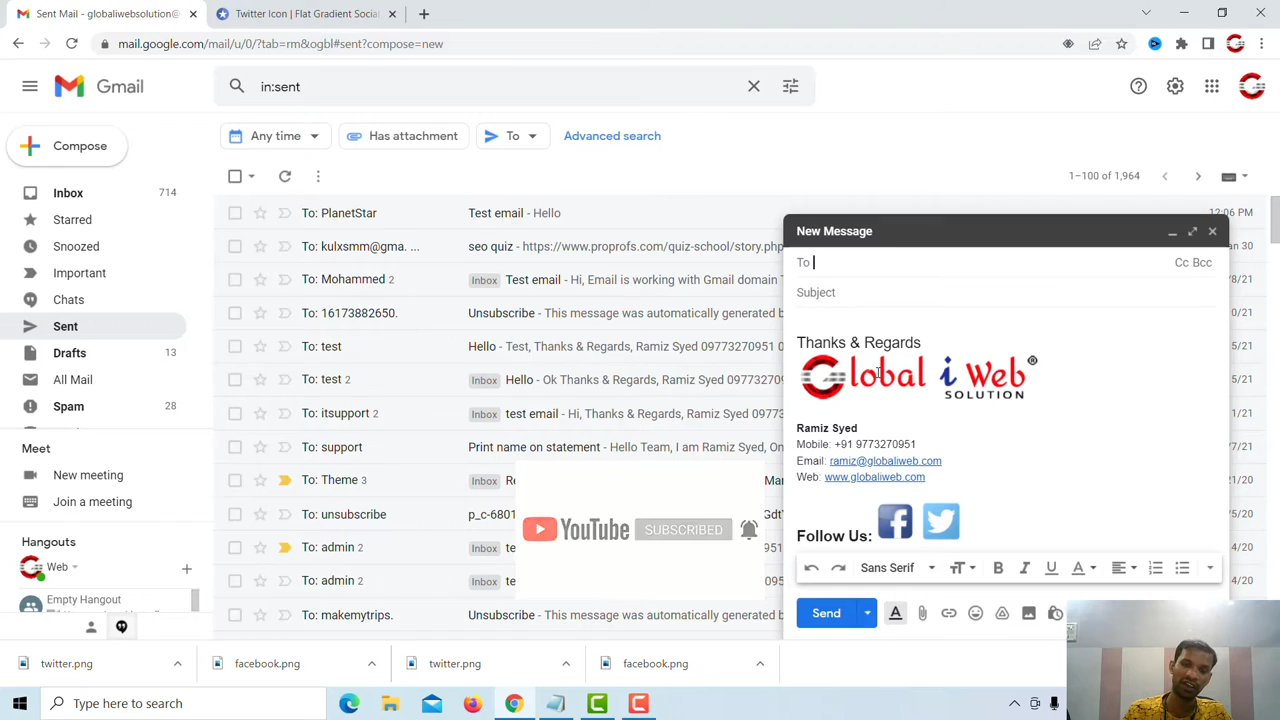 Sent Mail - globaliwebsolution@
Twitter Icon | Flat Gradient Social
mail.google.com/mail/u/0/?tab=rm&ogbl#sent?compose=new
Gmail
in:sent
Compose
Any time
Has attachment
To
Advanced search
1–100 of 1,964
Inbox 714
Starred
Snoozed
Important
Chats
Sent
Drafts 13
All Mail
Spam 28
Meet
New meeting
Join a meeting
Hangouts
Web
Empty Hangout
To: PlanetStar Test email - Hello 12:06 PM
To: kulxsmm@gma. ... seo quiz - https://www.proprofs.com/quiz-school/story.php
To: Mohammed 2 Inbox Test email - Hi, Email is working with Gmail domain
To: 16173882650. Unsubscribe - This message was automatically generated b
To: test Hello - Test, Thanks & Regards, Ramiz Syed 09773270951
To: test 2 Inbox Hello - Ok Thanks & Regards, Ramiz Syed 0977327
To: itsupport 2 Inbox test email - Hi, Thanks & Regards, Ramiz Syed 09773
To: support Print name on statement - Hello Team, I am Ramiz Syed, On
To: Theme 3 Inbox
To: unsubscribe
To: admin 2 Inbox
To: admin 2 Inbox
To: makemytrips. Unsubscribe - This message was automatically generated b
YouTube SUBSCRIBED
New Message
To Cc Bcc
Subject
Thanks & Regards
Global i Web®
SOLUTION
Ramiz Syed
Mobile: +91 9773270951
Email: ramiz@globaliweb.com
Web: www.globaliweb.com
Follow Us:
Sans Serif
Send
twitter.png
facebook.png
twitter.png
facebook.png
Type here to search